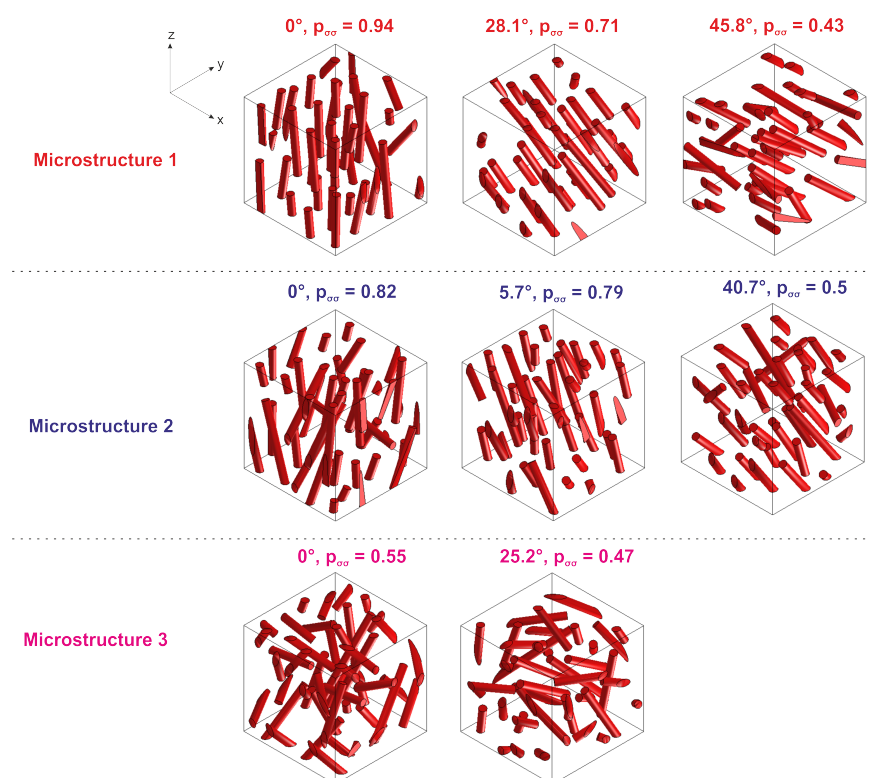 0°, pσσ = 0.94
28.1°, pσσ = 0.71
45.8°, pσσ = 0.43
z
y
x
Microstructure 1
0°, pσσ = 0.82
5.7°, pσσ = 0.79
40.7°, pσσ = 0.5
Microstructure 2
0°, pσσ = 0.55
25.2°, pσσ = 0.47
Microstructure 3